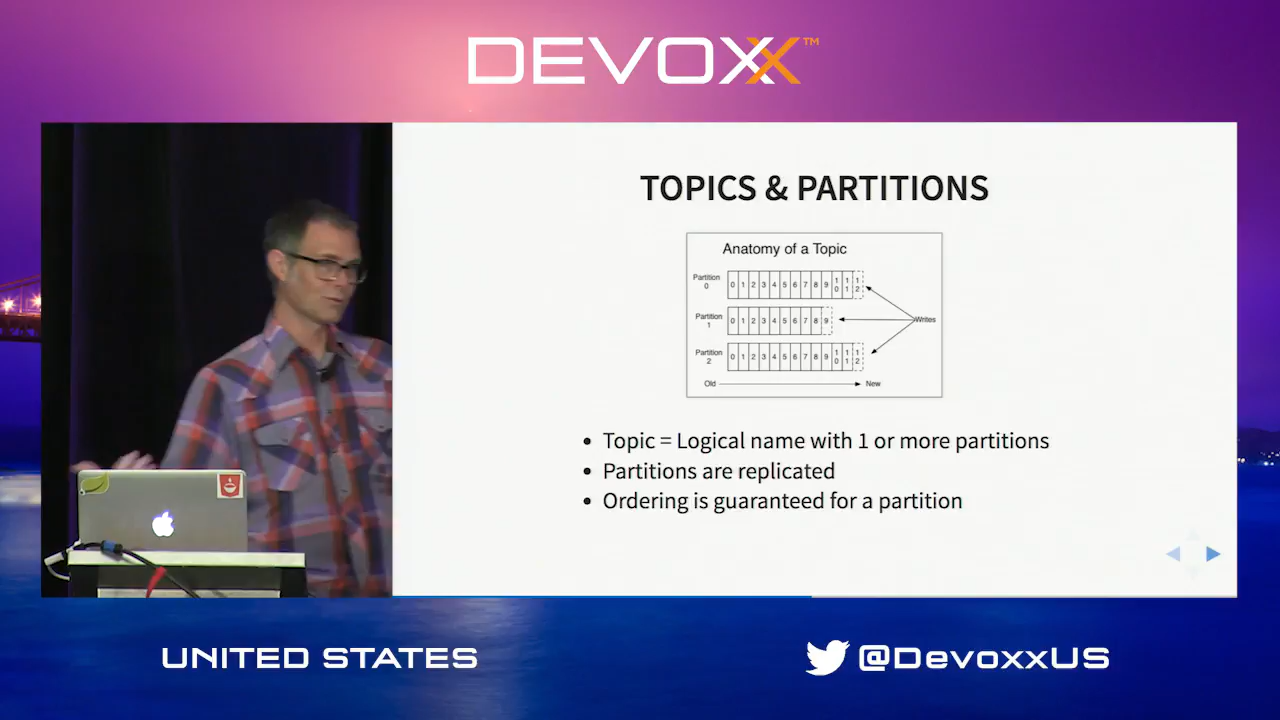 DEVOXX™
TOPICS & PARTITIONS
Anatomy of a Topic
Partition
0
0 1 2 3 4 5 6 7 8 9 10 11 12
Partition
1
0 1 2 3 4 5 6 7 8 9
Writes
Partition
2
0 1 2 3 4 5 6 7 8 9 10 11 12
Old New
Topic = Logical name with 1 or more partitions
Partitions are replicated
Ordering is guaranteed for a partition
UNITED STATES
@DevoxxUS